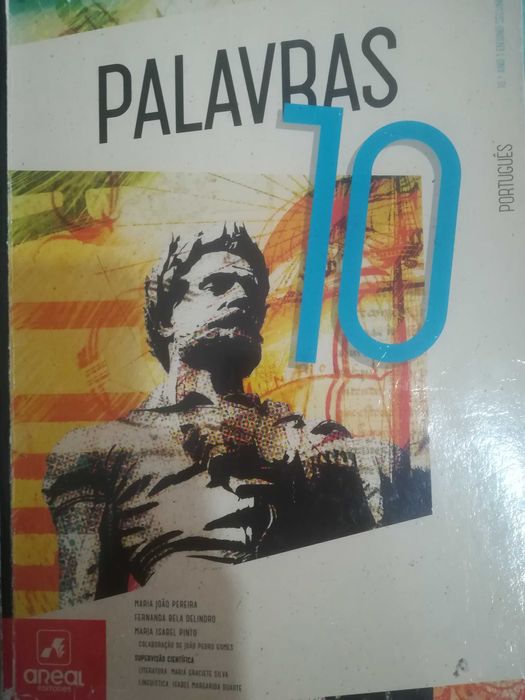 PALAVRAS
10
PORTUGUÊS
MARIA JOÃO PEREIRA
FERNANDA BELA DELINDRO
MARIA ISABEL PINTO
COLABORAÇÃO DE JOÃO PEDRO GOMES
SUPERVISÃO CIENTÍFICA
LITERATURA MARIA GRACIETE SILVA
LINGUÍSTICA ISABEL MARGARIDA DUARTE
areal
EDITORES